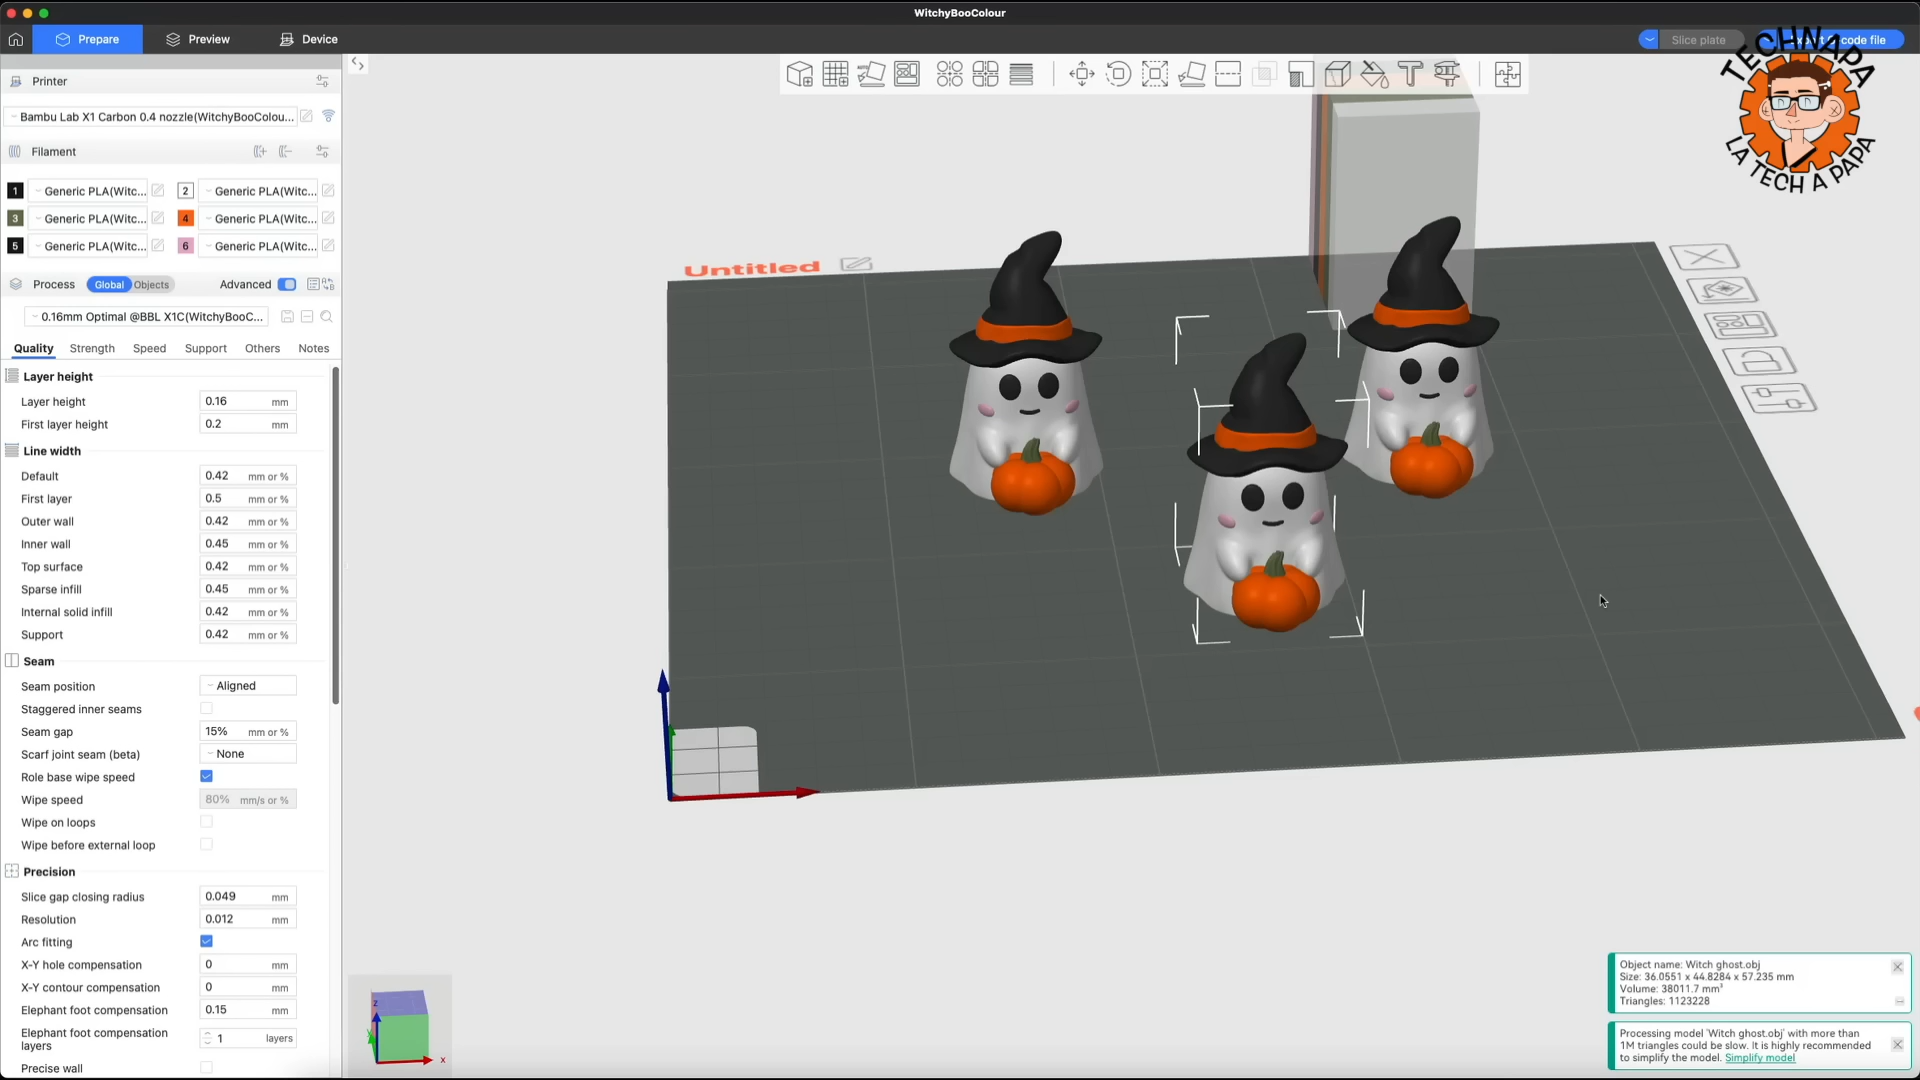 WitchyBooColour
Prepare
Preview
Device
Slice plate
code file
TECHNAPA
LA TECH A PAPA
Printer
Bambu Lab X1 Carbon 0.4 nozzle(WitchyBooColou...
Filament
1 Generic PLA(Witc...
2 Generic PLA(Witc...
3 Generic PLA(Witc...
4 Generic PLA(Witc...
5 Generic PLA(Witc...
6 Generic PLA(Witc...
Process Global Objects Advanced
0.16mm Optimal @BBL X1C(WitchyBooC...
Quality Strength Speed Support Others Notes
Layer height
Layer height 0.16 mm
First layer height 0.2 mm
Line width
Default 0.42 mm or %
First layer 0.5 mm or %
Outer wall 0.42 mm or %
Inner wall 0.45 mm or %
Top surface 0.42 mm or %
Sparse infill 0.45 mm or %
Internal solid infill 0.42 mm or %
Support 0.42 mm or %
Seam
Seam position Aligned
Staggered inner seams
Seam gap 15% mm or %
Scarf joint seam (beta) None
Role base wipe speed
Wipe speed 80% mm/s or %
Wipe on loops
Wipe before external loop
Precision
Slice gap closing radius 0.049 mm
Resolution 0.012 mm
Arc fitting
X-Y hole compensation 0 mm
X-Y contour compensation 0 mm
Elephant foot compensation 0.15 mm
Elephant foot compensation
layers 1 layers
Precise wall
Untitled
z
x
Object name: Witch ghost.obj
Size: 36.0551 x 44.8284 x 57.235 mm
Volume: 38011.7 mm³
Triangles: 1123228
Processing model 'Witch ghost.obj' with more than
1M triangles could be slow. It is highly recommended
to simplify the model. Simplify model